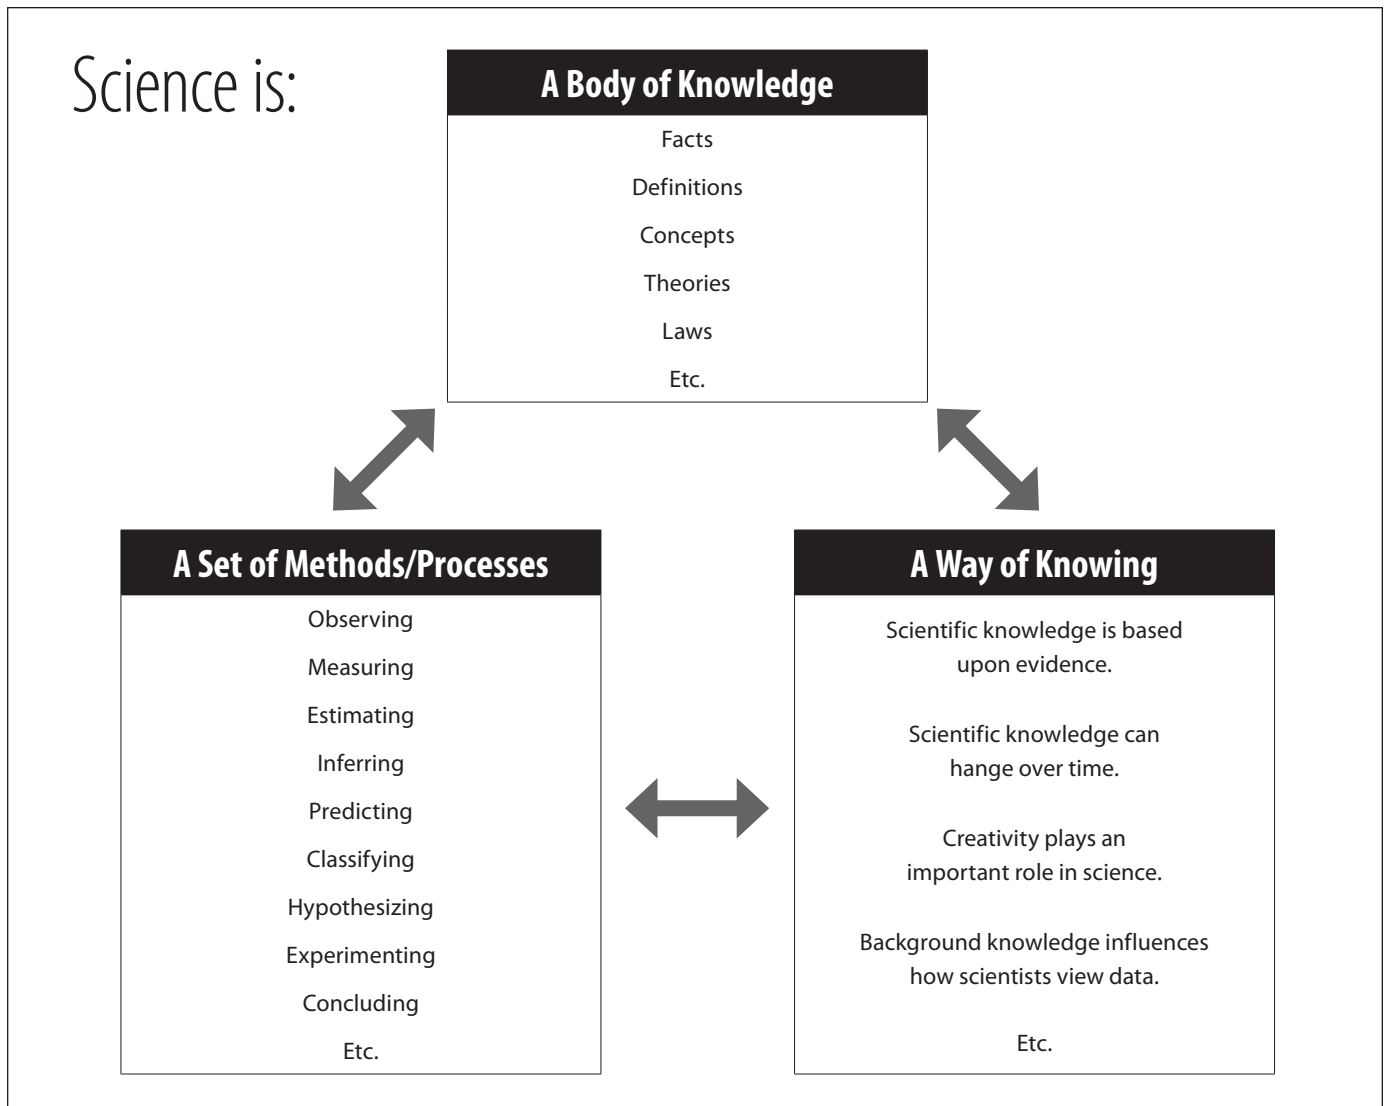 Science is:
A Body of Knowledge
Facts
Definitions
Concepts
Theories
Laws
Etc.
A Set of Methods/Processes
Observing
Measuring
Estimating
Inferring
Predicting
Classifying
Hypothesizing
Experimenting
Concluding
Etc.
A Way of Knowing
Scientific knowledge is based
upon evidence.
Scientific knowledge can
hange over time.
Creativity plays an
important role in science.
Background knowledge influences
how scientists view data.
Etc.